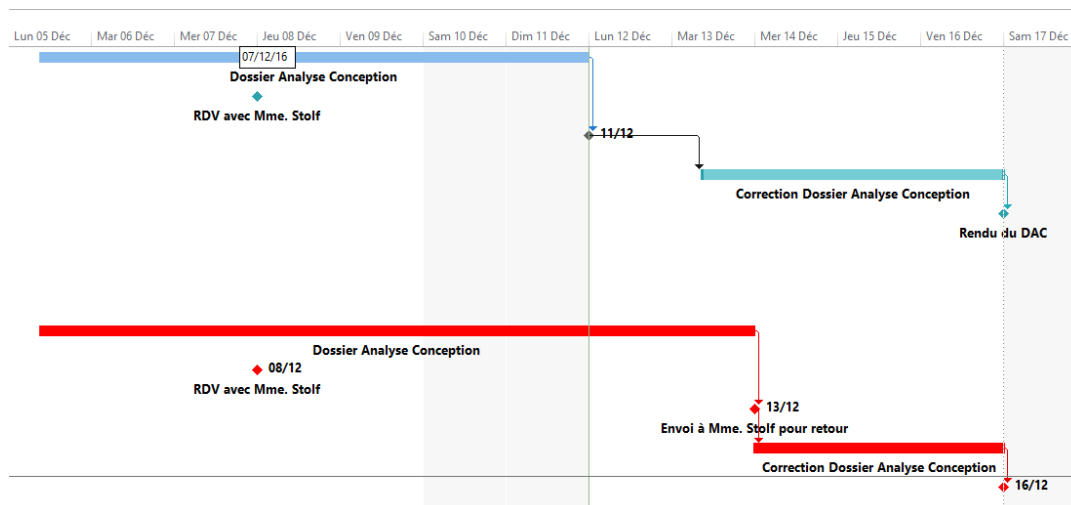 Lun 05 Déc Mar 06 Déc Mer 07 Déc Jeu 08 Déc Ven 09 Déc Sam 10 Déc Dim 11 Déc Lun 12 Déc Mar 13 Déc Mer 14 Déc Jeu 15 Déc Ven 16 Déc Sam 17 Déc
07/12/16
Dossier Analyse Conception
RDV avec Mme. Stolf
11/12
Correction Dossier Analyse Conception
Rendu du DAC
Dossier Analyse Conception
08/12
RDV avec Mme. Stolf
13/12
Envoi à Mme. Stolf pour retour
Correction Dossier Analyse Conception
16/12